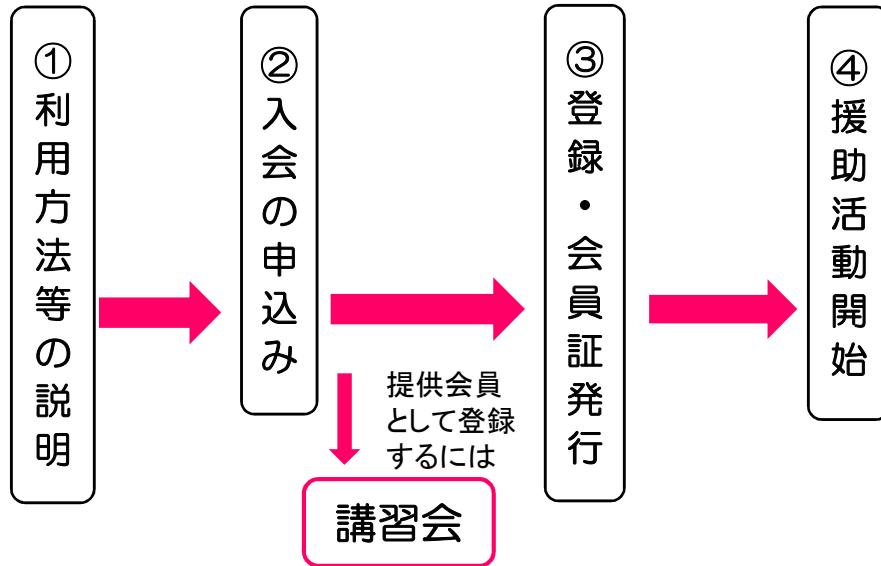 ①利用方法等の説明
②入会の申込み
提供会員
として登録
するには
講習会
③登録・会員証発行
④援助活動開始